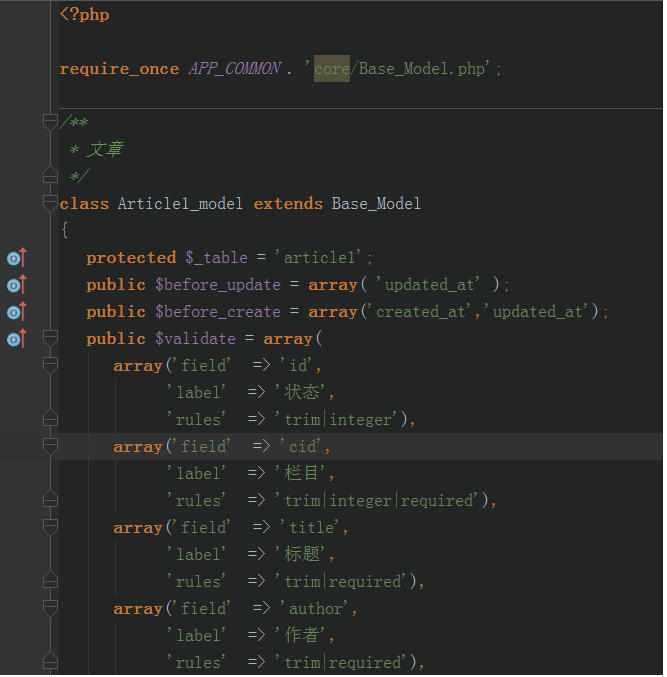 <?php
require_once APP_COMMON . 'core/Base_Model.php';
/**
* 文章
*/
class Article1_model extends Base_Model
{
protected $_table = 'article1';
public $before_update = array( 'updated_at' );
public $before_create = array('created_at','updated_at');
public $validate = array(
array('field' => 'id',
'label' => '状态',
'rules' => 'trim|integer'),
array('field' => 'cid',
'label' => '栏目',
'rules' => 'trim|integer|required'),
array('field' => 'title',
'label' => '标题',
'rules' => 'trim|required'),
array('field' => 'author',
'label' => '作者',
'rules' => 'trim|required'),